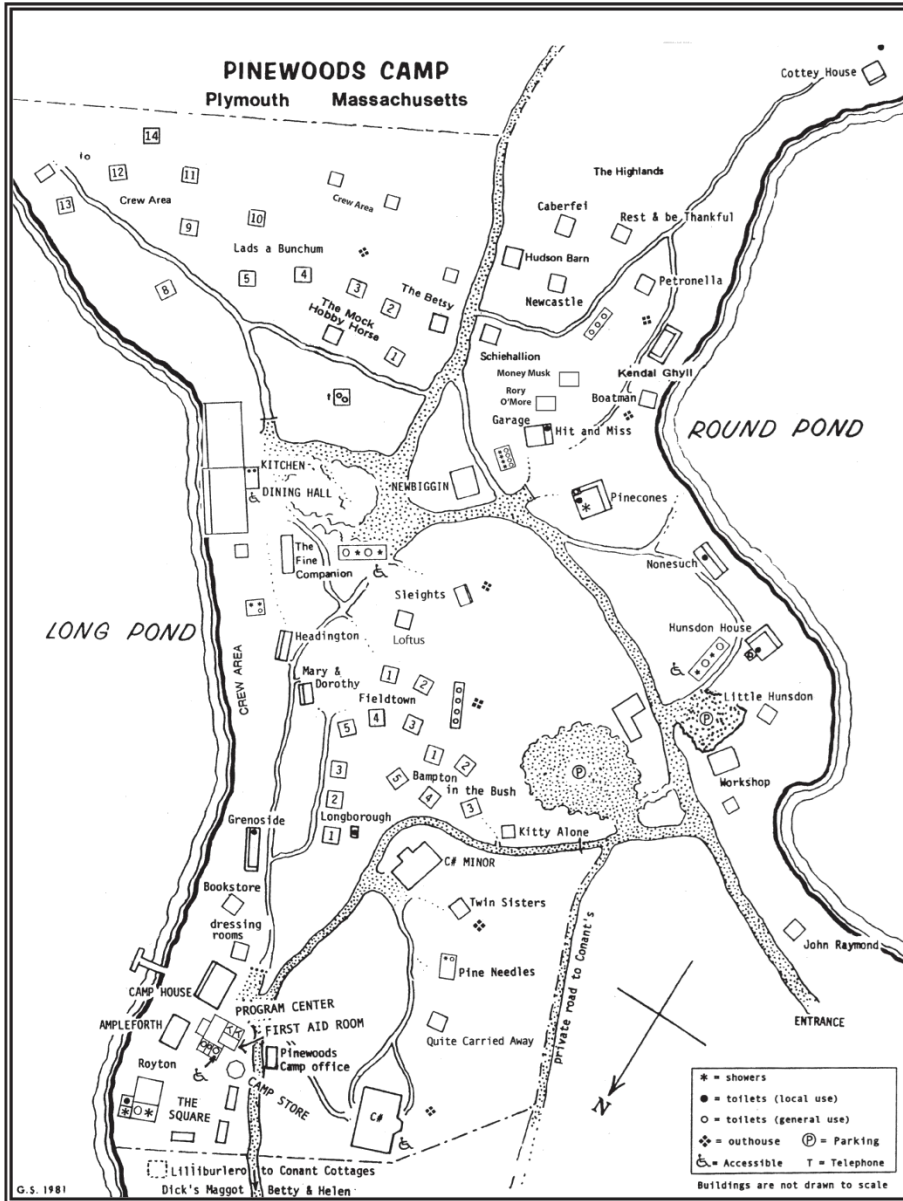 PINEWOODS CAMP
Plymouth Massachusetts
Cottey House
14
to
12
11
13
Crew Area
Crew Area
The Highlands
Caberfei
Rest & be Thankful
10
9
Lads a Bunchum
Hudson Barn
8
5
4
3
The Betsy
Newcastle
Petronella
2
The Mock
Hobby Horse
1
Schiehallion
Money Musk
Kendal Ghyll
Rory
O'More
Boatman
Garage
Hit and Miss
ROUND POND
KITCHEN
DINING HALL
NEWBIGGIN
Pinecones
The
Fine
Companion
Nonesuch
Sleights
LONG POND
Loftus
Headington
Hunsdon House
CREW AREA
Mary &
Dorothy
1
2
Fieldtown
Little Hunsdon
5
4
3
P
P
1
2
3
5
Bampton
in the Bush
Workshop
2
4
3
Grenoside
Longborough
1
Kitty Alone
C# MINOR
Bookstore
Twin Sisters
dressing
rooms
John Raymond
Pine Needles
private road to Conant's
CAMP HOUSE
PROGRAM CENTER
ENTRANCE
AMPLEFORTH
FIRST AID ROOM
Quite Carried Away
Royton
Pinewoods
Camp office
N
CAMP STORE
THE
SQUARE
C#
* = showers
● = toilets (local use)
○ = toilets (general use)
❖ = outhouse Ⓟ = Parking
♿ = Accessible T = Telephone
Buildings are not drawn to scale
Lilliburlero to Conant Cottages
G.S. 1981
Dick's Maggot Betty & Helen